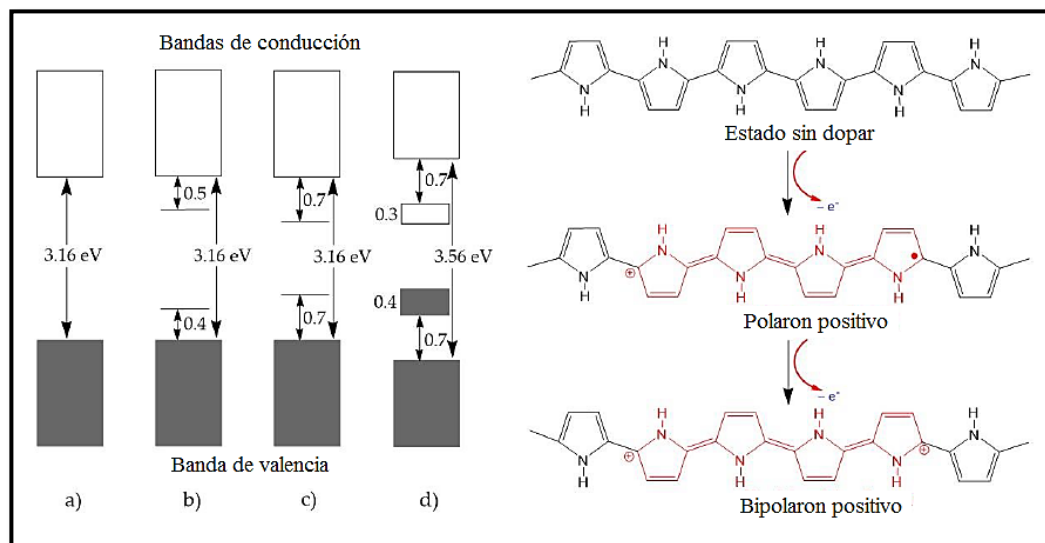 Bandas de conducción
0.5
0.7
0.7
0.3
3.16 eV
3.16 eV
3.16 eV
3.56 eV
0.4
0.7
0.4
0.7
Banda de valencia
a)
b)
c)
d)
H
H
H
N
N
N
N
N
N
H
H
H
Estado sin dopar
– e⁻
H
H
H
N
N
N
N
N
N
H
H
H
⊕
•
Polaron positivo
– e⁻
H
H
H
N
N
N
N
N
N
H
H
H
⊕
⊕
Bipolaron positivo